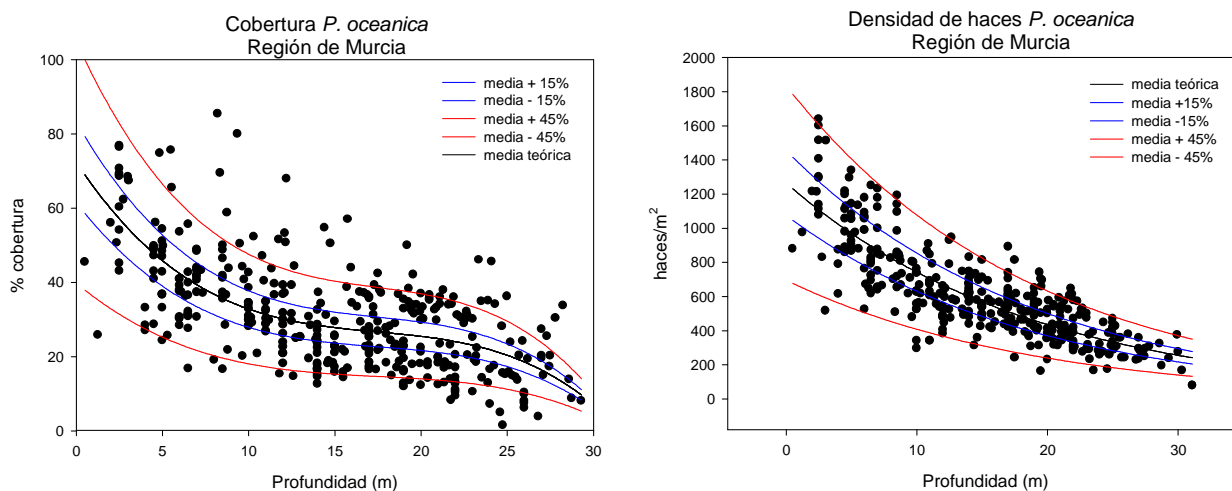 Cobertura P. oceanica
Región de Murcia
100
80
60
40
20
0
% cobertura
media + 15%
media - 15%
media + 45%
media - 45%
media teórica
0 5 10 15 20 25 30
Profundidad (m)
Densidad de haces P. oceanica
Región de Murcia
2000
1800
1600
1400
1200
1000
800
600
400
200
0
haces/m²
media teórica
media +15%
media -15%
media + 45%
media - 45%
0 10 20 30
Profundidad (m)